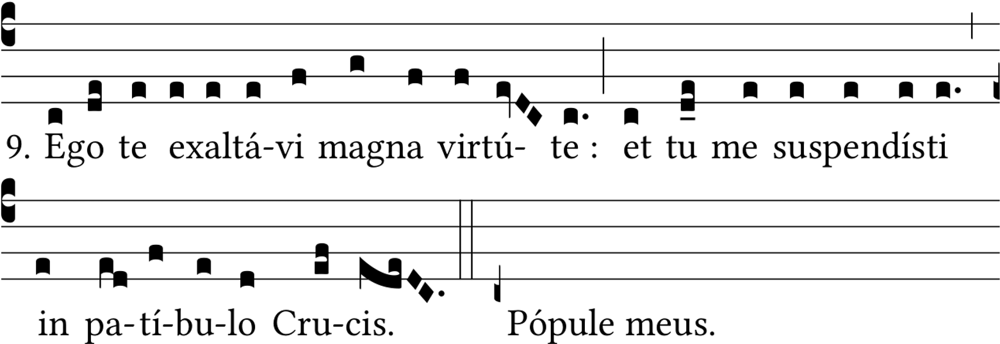 9. Ego te exaltá-vi magna virtú- te : et tu me suspendísti
in pa-tí-bu-lo Cru-cis. Pópule meus.